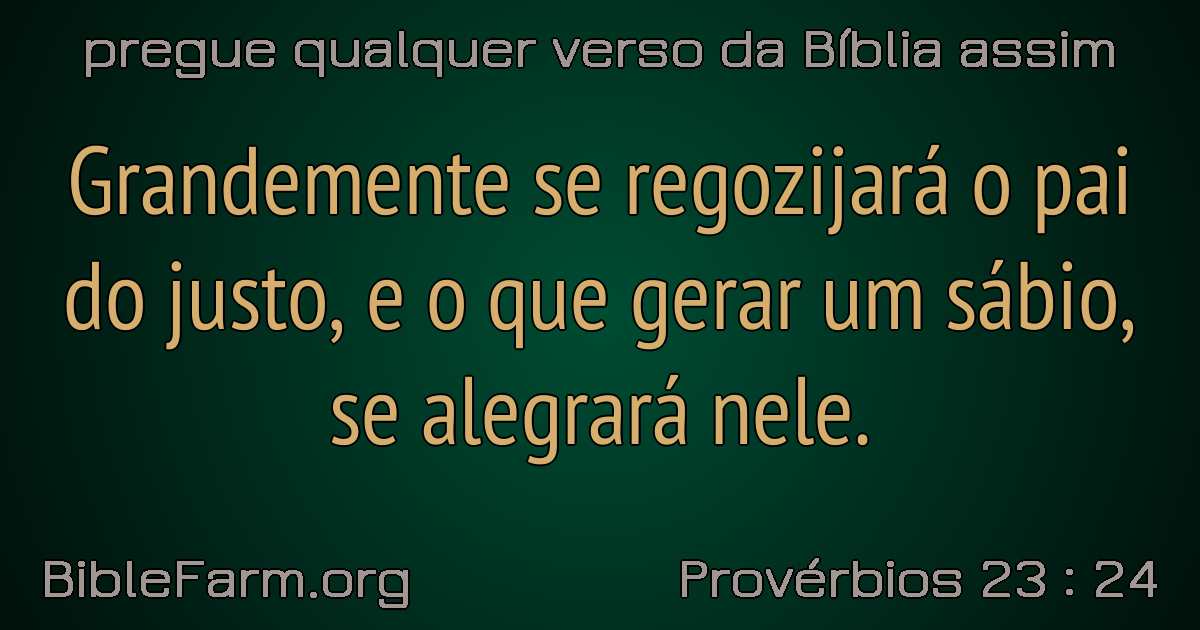 pregue qualquer verso da Bíblia assim
Grandemente se regozijará o pai
do justo, e o que gerar um sábio,
se alegrará nele.
BibleFarm.org
Provérbios 23 : 24